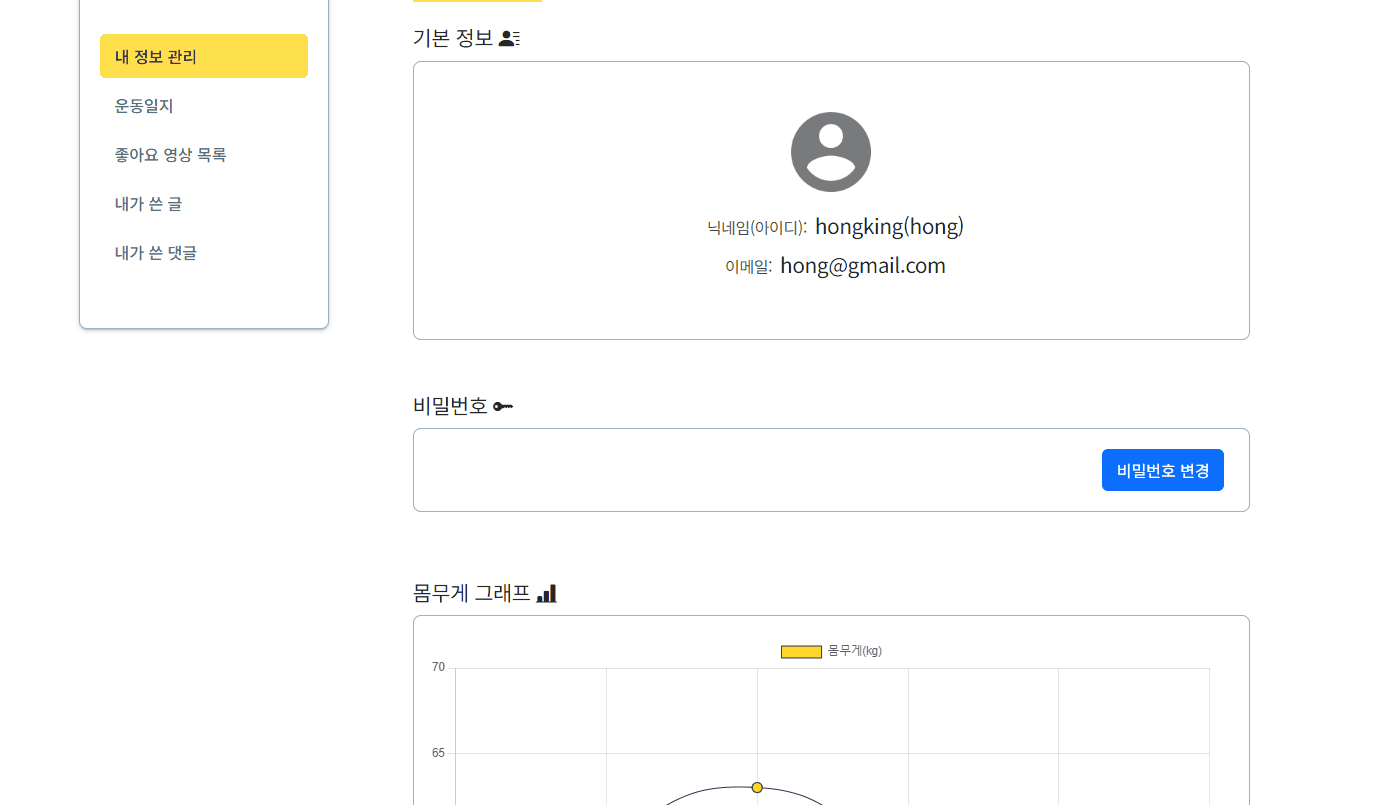 내 정보 관리
운동일지
좋아요 영상 목록
내가 쓴 글
내가 쓴 댓글
기본 정보
닉네임(아이디): hongking(hong)
이메일: hong@gmail.com
비밀번호
비밀번호 변경
몸무게 그래프
몸무게(kg)
70
65